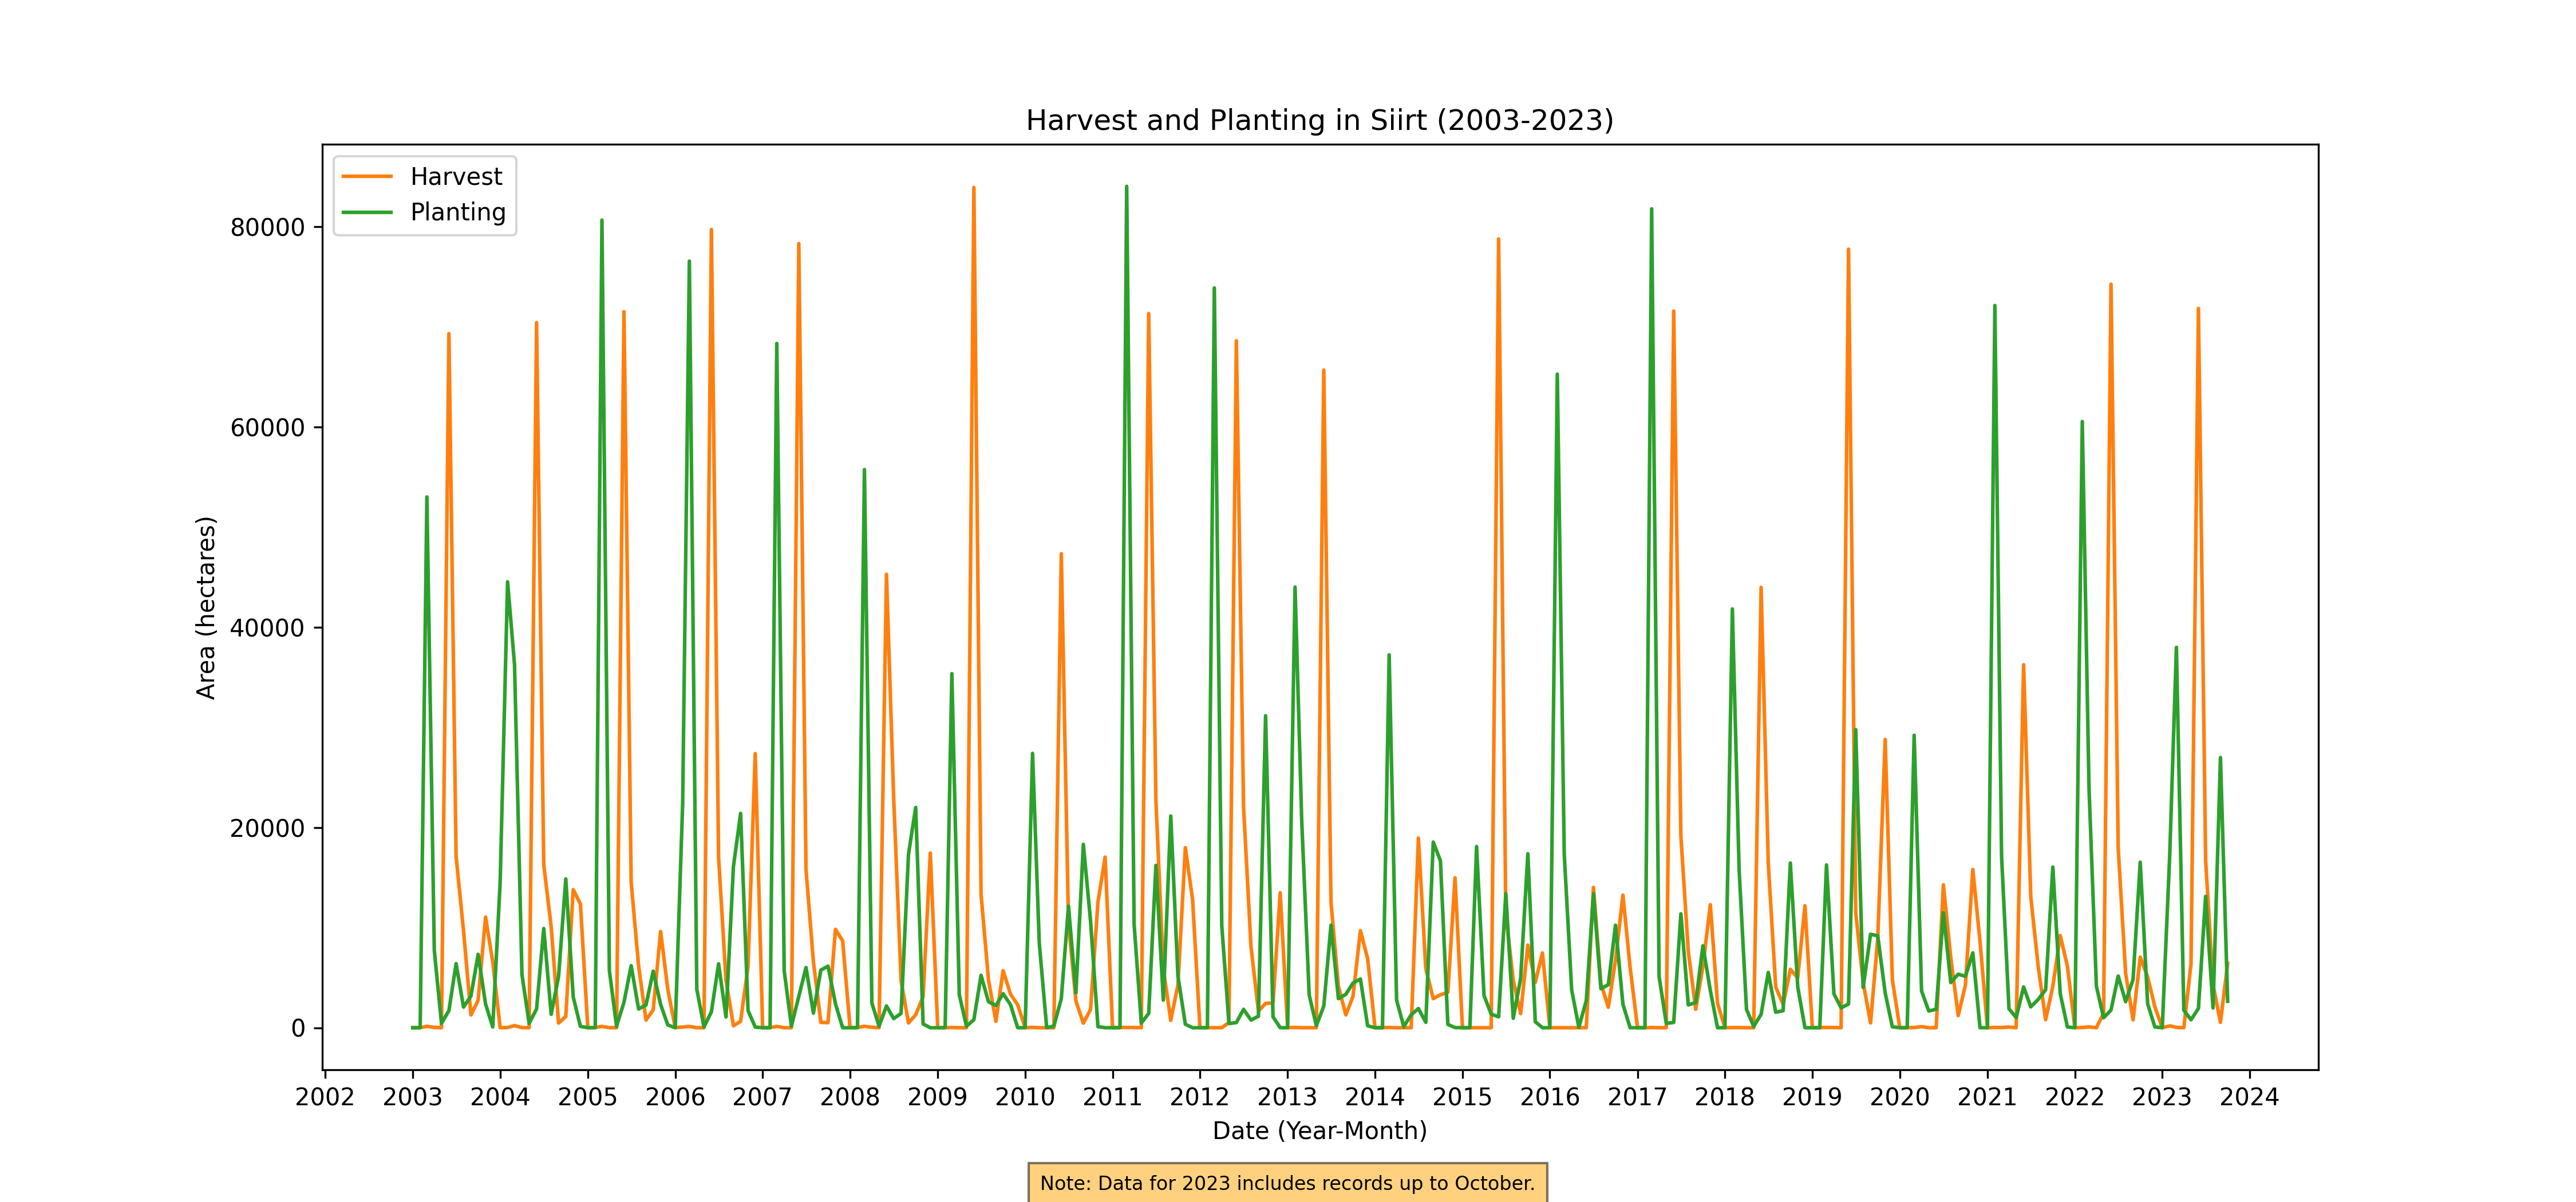 Harvest and Planting in Siirt (2003-2023)
Harvest
Planting
80000
60000
40000
20000
0
Area (hectares)
2002 2003 2004 2005 2006 2007 2008 2009 2010 2011 2012 2013 2014 2015 2016 2017 2018 2019 2020 2021 2022 2023 2024
Date (Year-Month)
Note: Data for 2023 includes records up to October.